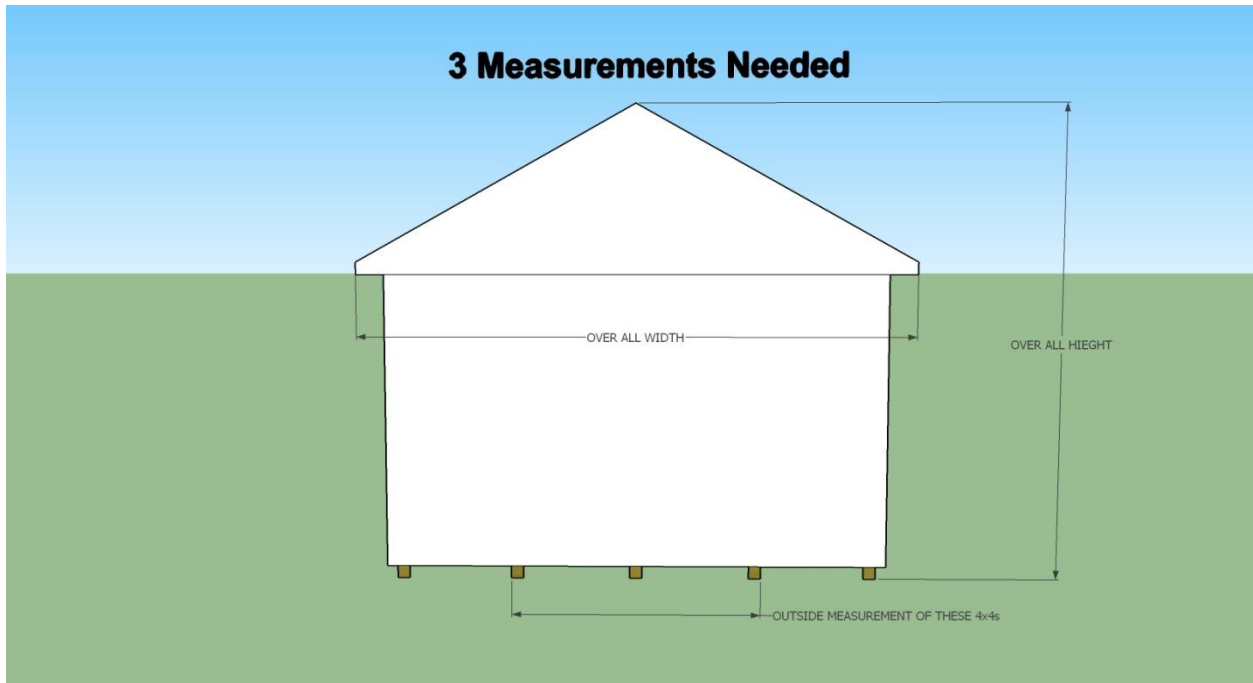 3 Measurements Needed
OVER ALL WIDTH
OVER ALL HIEGHT
OUTSIDE MEASUREMENT OF THESE 4x4s